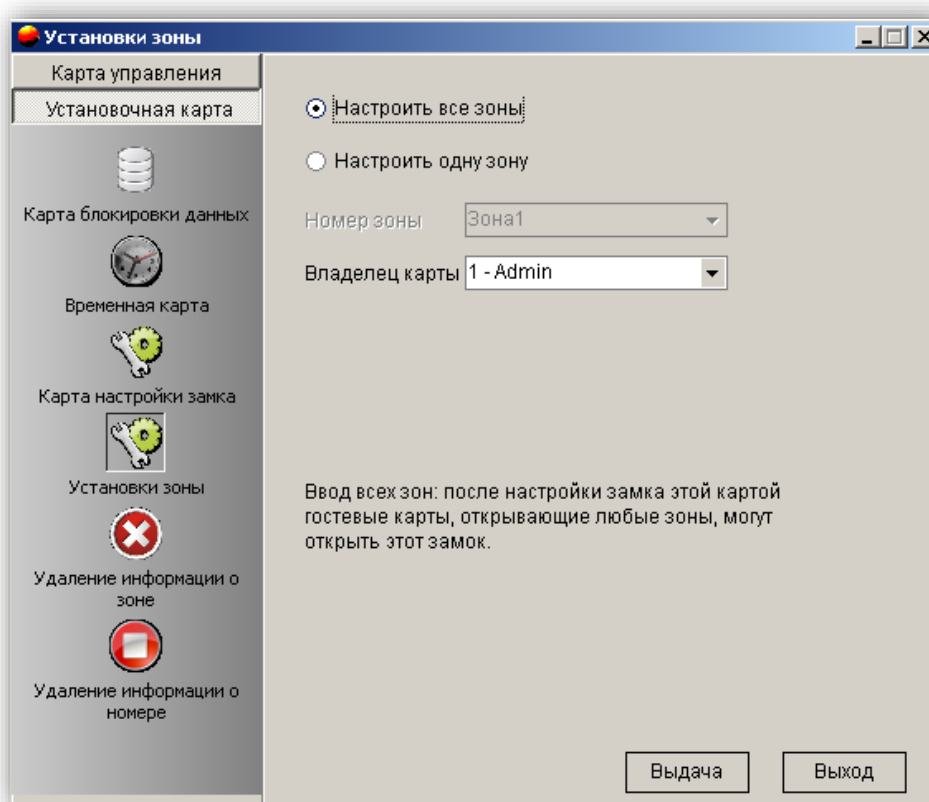 Установки зоны
Карта управления
Установочная карта
Карта блокировки данных
Временная карта
Карта настройки замка
Установки зоны
Удаление информации о
зоне
Удаление информации о
номере
Настроить все зоны
Настроить одну зону
Номер зоны Зона1
Владелец карты 1 - Admin
Ввод всех зон: после настройки замка этой картой
гостевые карты, открывающие любые зоны, могут
открыть этот замок.
Выдача Выход